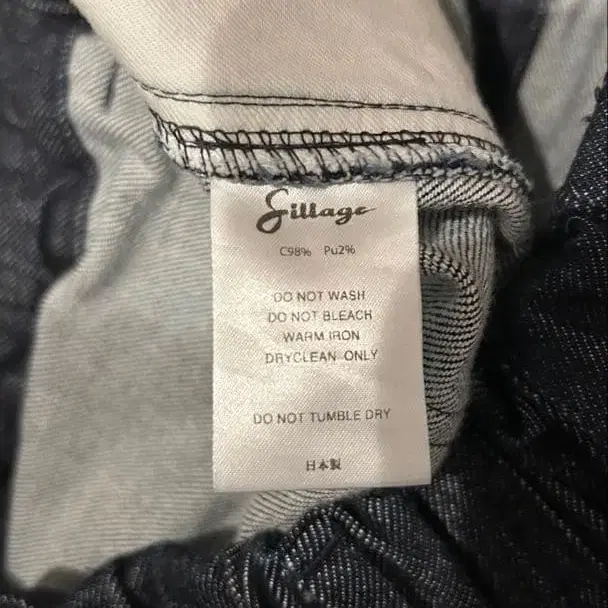 Sillage
C98% Pu2%
DO NOT WASH
DO NOT BLEACH
WARM IRON
DRYCLEAN ONLY
DO NOT TUMBLE DRY
日本製